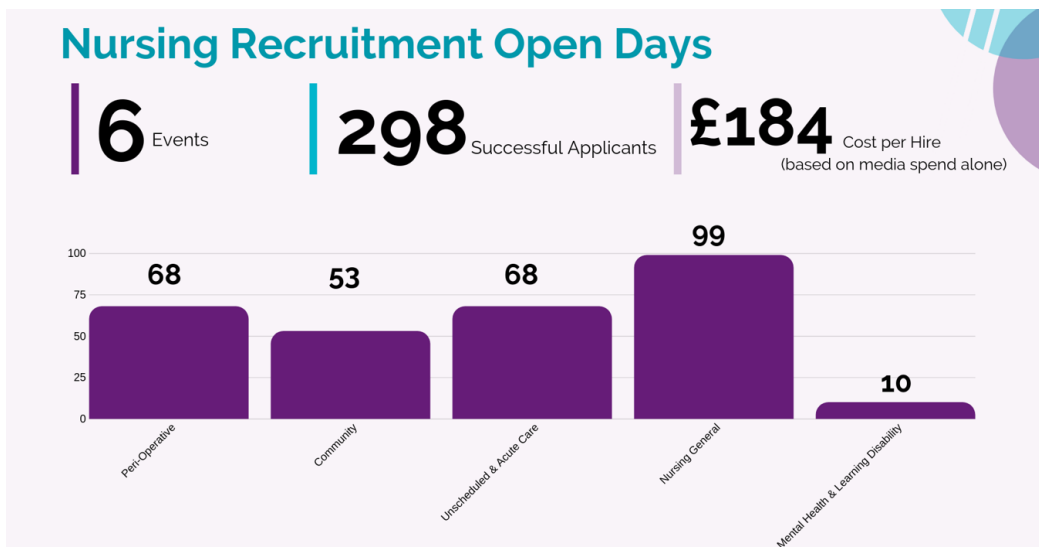 Nursing Recruitment Open Days
6 Events
298 Successful Applicants
£184 Cost per Hire
(based on media spend alone)
99
100
68
53
68
75
50
25
10
0
Peri-Operative
Community
Unscheduled & Acute Care
Nursing General
Mental Health & Learning Disability